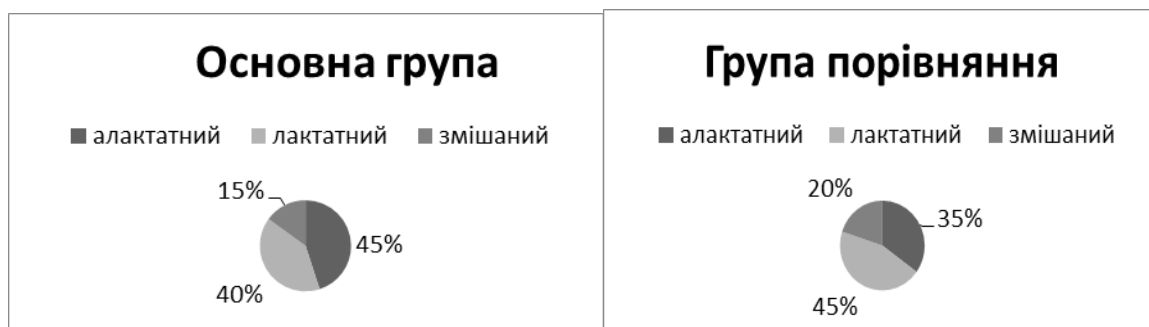 Основна група
алактатний лактатний змішаний
15%
45%
40%
Група порівняння
алактатний лактатний змішаний
20%
35%
45%